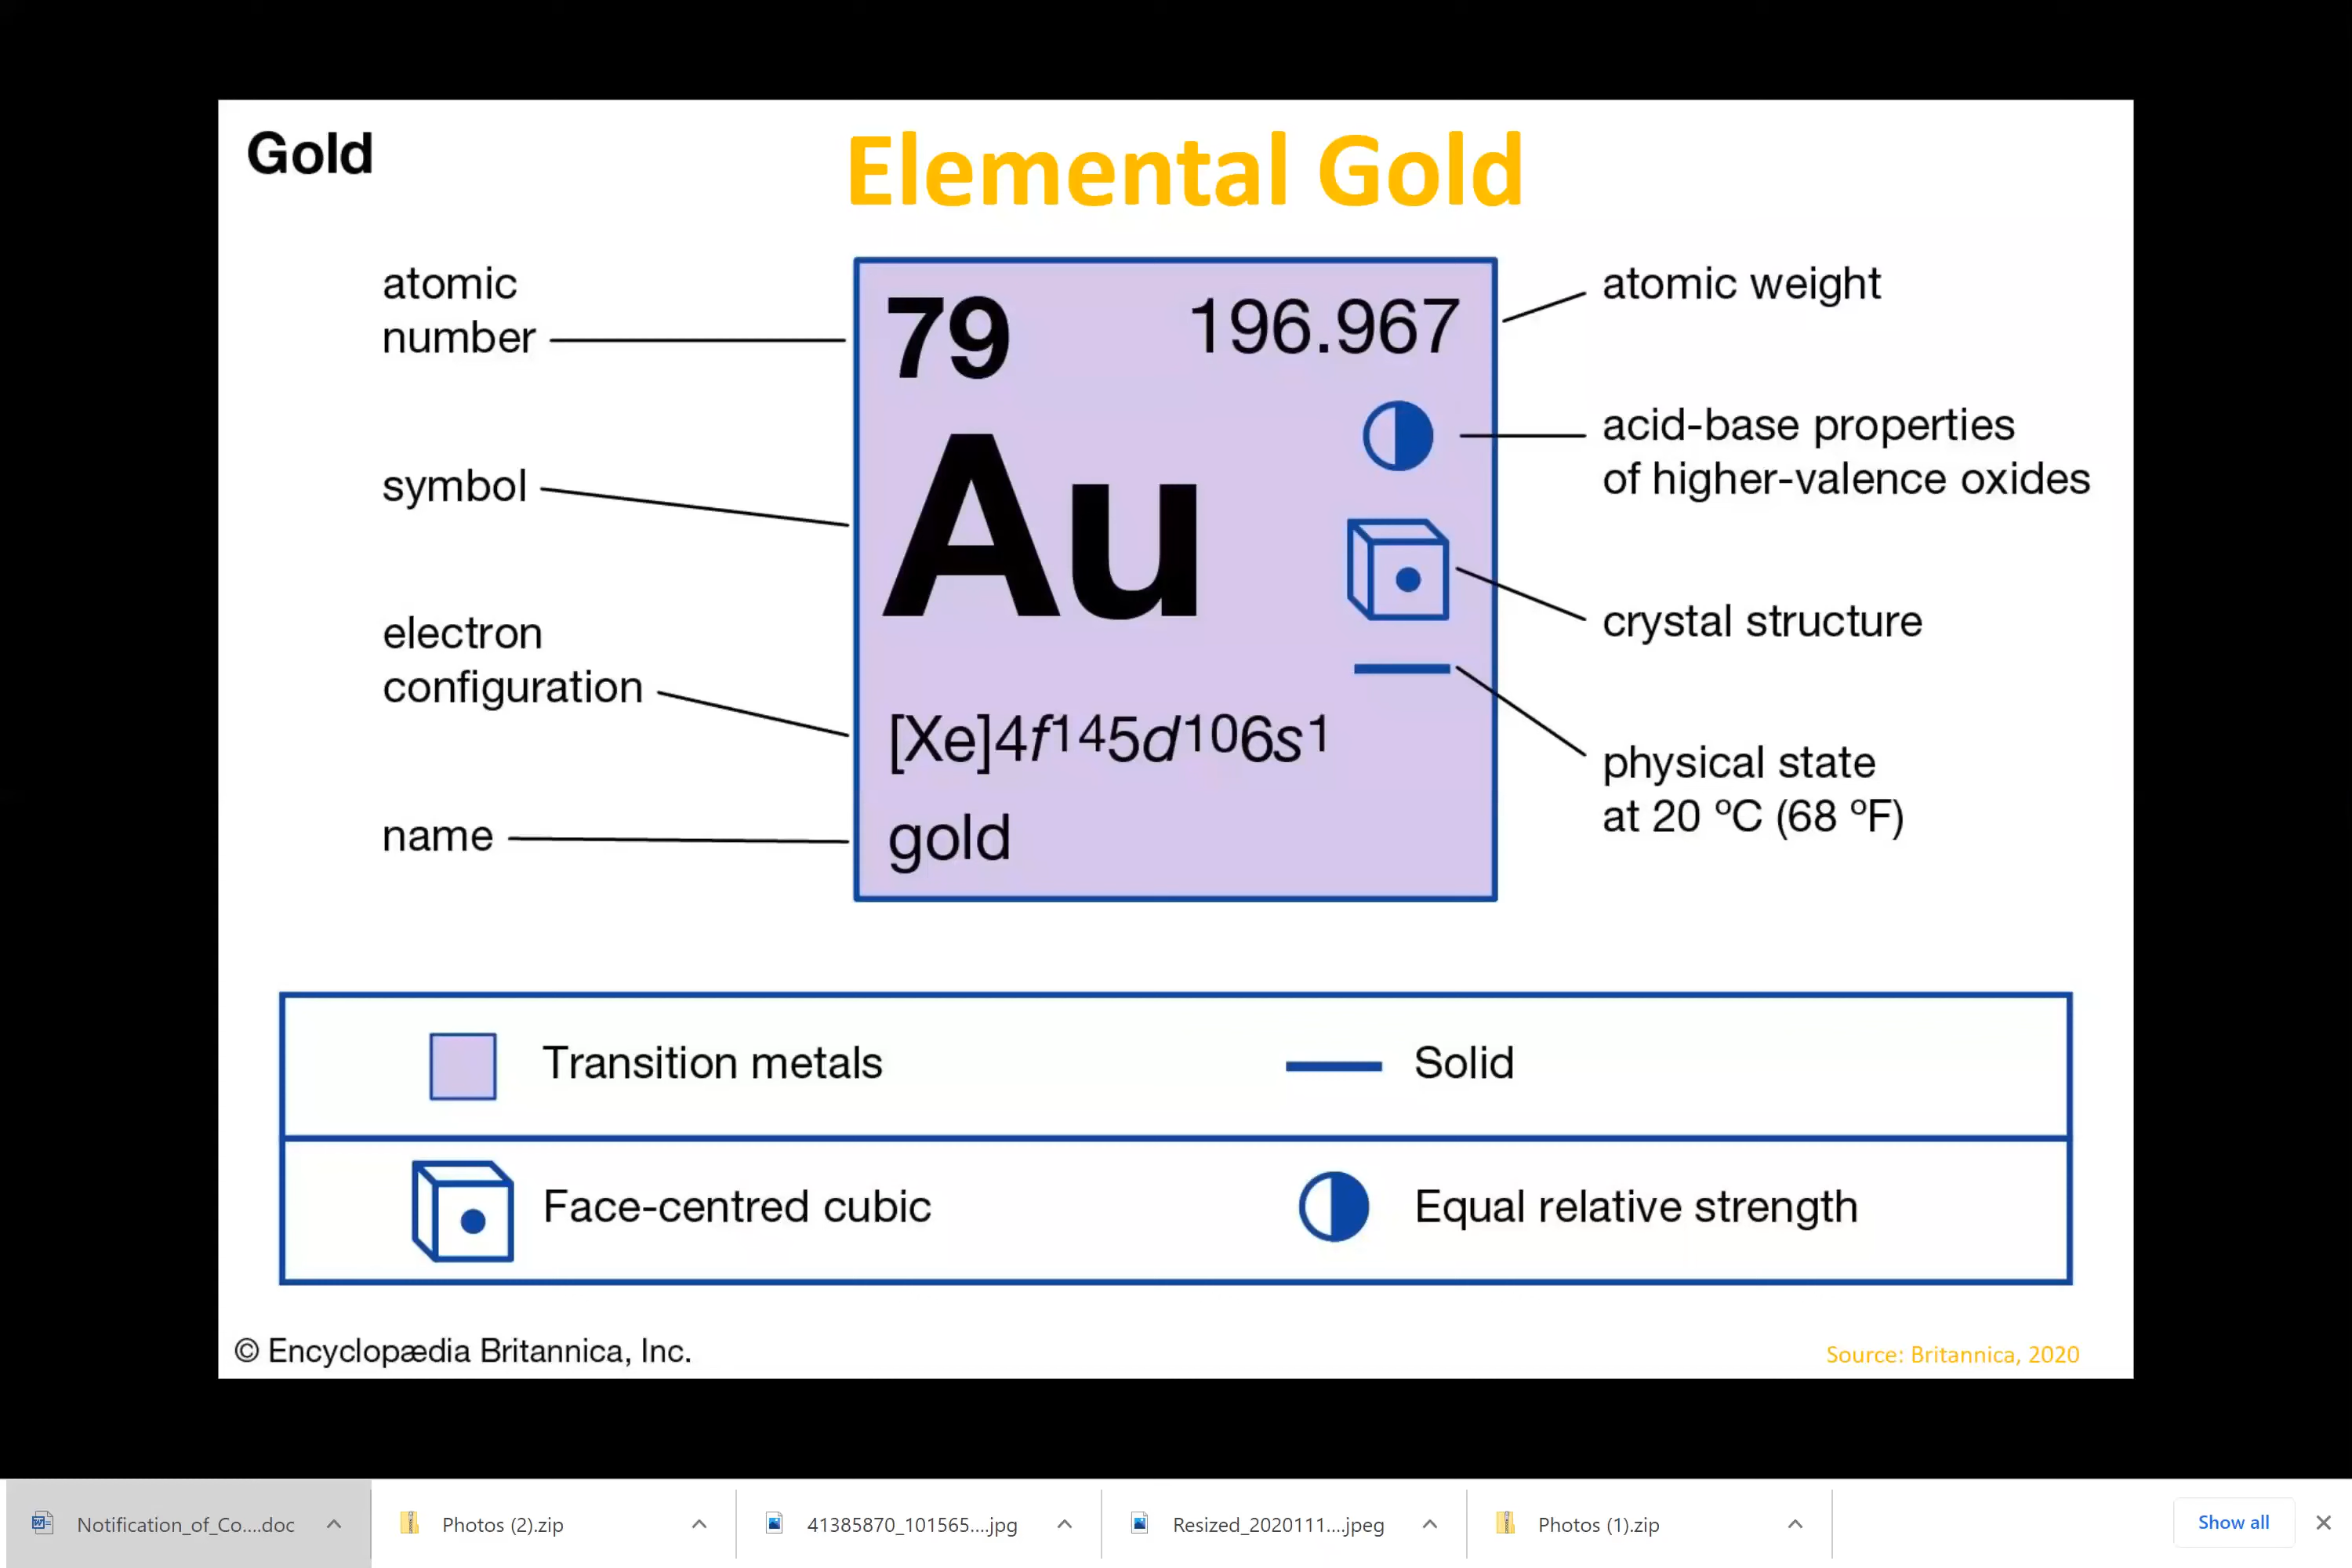 Gold
Elemental Gold
atomic
number
79
196.967
atomic weight
symbol
Au
acid-base properties
of higher-valence oxides
crystal structure
electron
configuration
[Xe]4f¹⁴5d¹⁰6s¹
physical state
at 20 ºC (68 ºF)
name
gold
Transition metals
Solid
Face-centred cubic
Equal relative strength
© Encyclopædia Britannica, Inc.
Source: Britannica, 2020
Notification_of_Co....doc
Photos (2).zip
41385870_101565....jpg
Resized_2020111....jpeg
Photos (1).zip
Show all